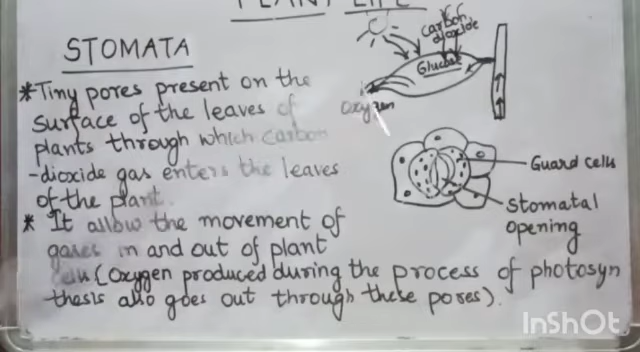 PLANT LIFE
STOMATA
*Tiny pores present on the
surface of the leaves of
plants through which carbon
-dioxide gas enters the leaves
of the plant.
* It allow the movement of
gases in and out of plant
(Oxygen produced during the process of photosyn
thesis also goes out through these pores).
Carbon
dioxide
Glucose
Oxygen
Guard cells
Stomatal
opening
InShOt